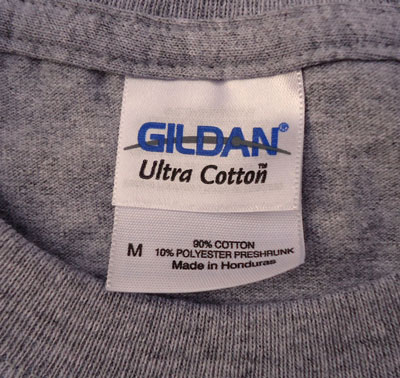 GILDAN®
Ultra Cotton™
M
90% COTTON
10% POLYESTER PRESHRUNK
Made in Honduras